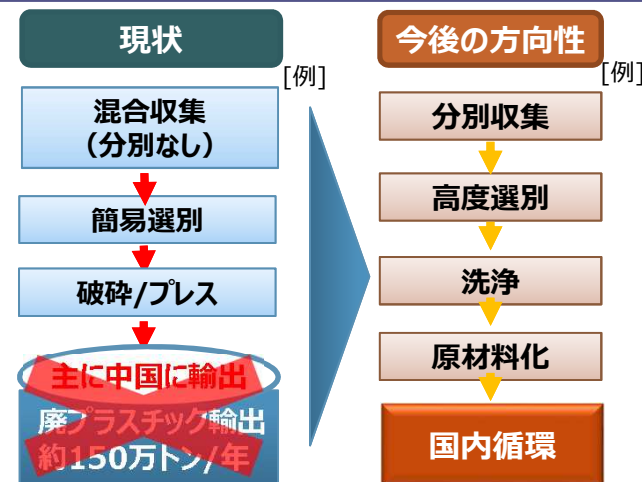 現状
[例]
混合収集
(分別なし)
簡易選別
破砕/プレス
主に中国に輸出
廃プラスチック輸出
約150万トン/年
今後の方向性
[例]
分別収集
高度選別
洗浄
原材料化
国内循環